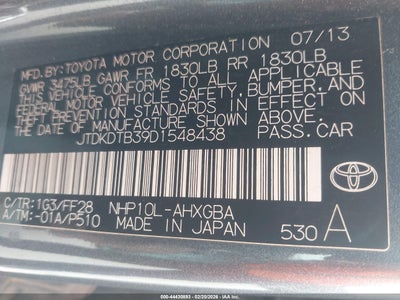 MFD.BY:TOYOTA MOTOR CORPORATION 07/13
GVWR 3475LB GAWR FR 1830LB RR 1830LB
THIS VEHICLE CONFORMS TO ALL APPLICABLE
FEDERAL MOTOR VEHICLE SAFETY, BUMPER, AND
THEFT PREVENTION STANDARDS IN EFFECT ON
THE DATE OF MANUFACTURE SHOWN ABOVE.
JTDKDTB39D1548438 PASS.CAR
C/TR:1G3/FF28 NHP10L-AHXGBA
A/TM:-01A/P510 MADE IN JAPAN 530 A
TOYOTA
000-44430893 - 02/20/2026 - IAA Inc.